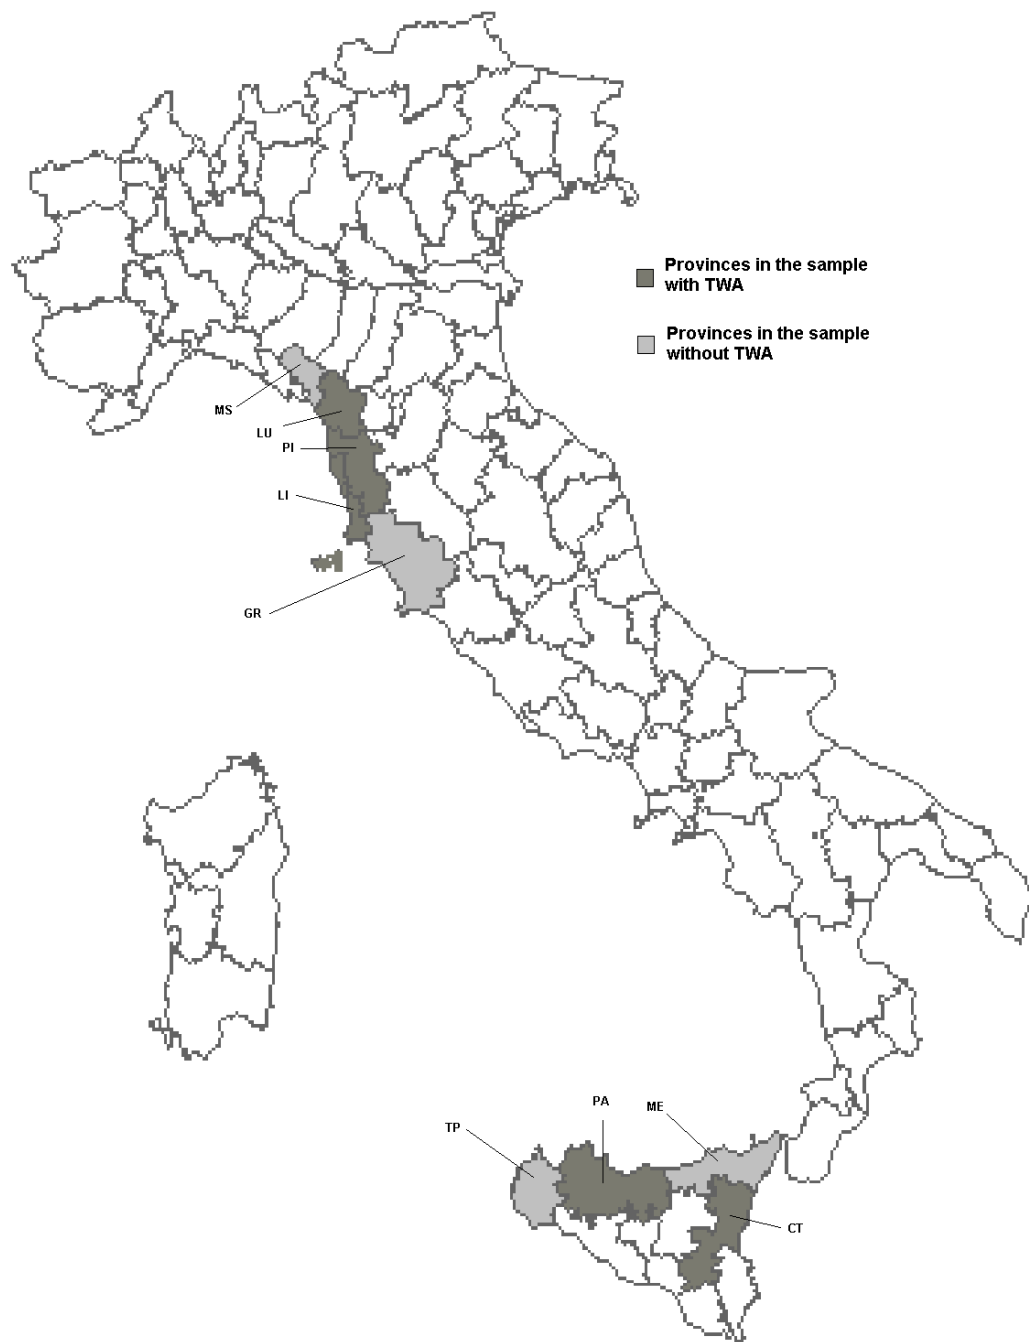 Provinces in the sample
with TWA
Provinces in the sample
without TWA
MS
LU
PI
LI
GR
PA
ME
TP
CT